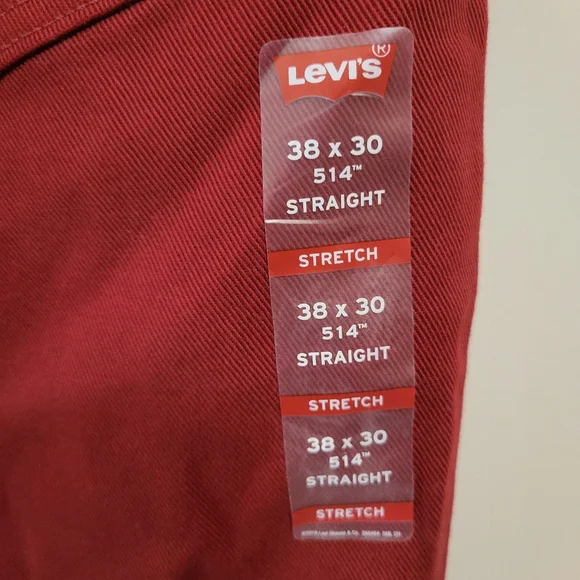 Levi's®
38 x 30
514™
STRAIGHT
STRETCH
38 x 30
514™
STRAIGHT
STRETCH
38 x 30
514™
STRAIGHT
STRETCH